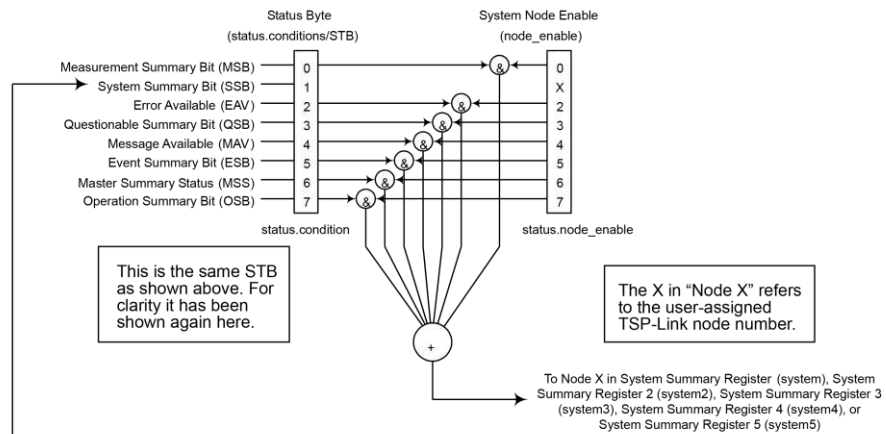 Status Byte
(status.conditions/STB)
System Node Enable
(node_enable)
Measurement Summary Bit (MSB)
System Summary Bit (SSB)
Error Available (EAV)
Questionable Summary Bit (QSB)
Message Available (MAV)
Event Summary Bit (ESB)
Master Summary Status (MSS)
Operation Summary Bit (OSB)
0
1
2
3
4
5
6
7
&
&
&
&
&
&
&
0
X
2
3
4
5
6
7
status.condition
status.node_enable
This is the same STB
as shown above. For
clarity it has been
shown again here.
The X in “Node X” refers
to the user-assigned
TSP-Link node number.
+
To Node X in System Summary Register (system), System
Summary Register 2 (system2), System Summary Register 3
(system3), System Summary Register 4 (system4), or
System Summary Register 5 (system5)